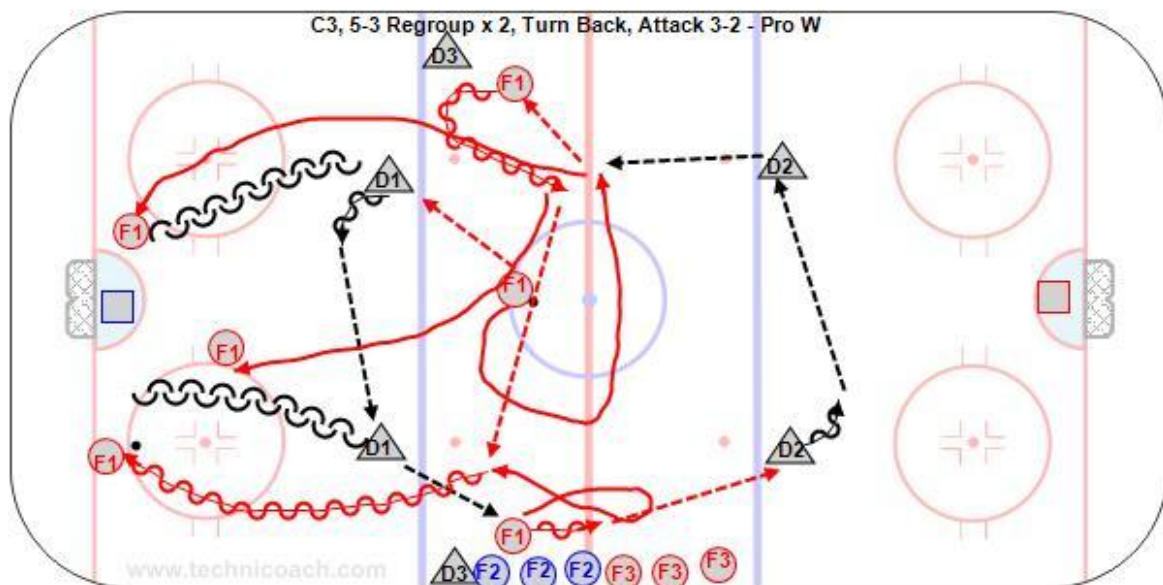 C3, 5-3 Regroup x 2, Turn Back, Attack 3-2 - Pro W
D3
F1
D1
D2
F1
F1
F1
D1
D2
F1
F1
D3 F2 F2 F2 F3 F3 F3
www.technicoach.com